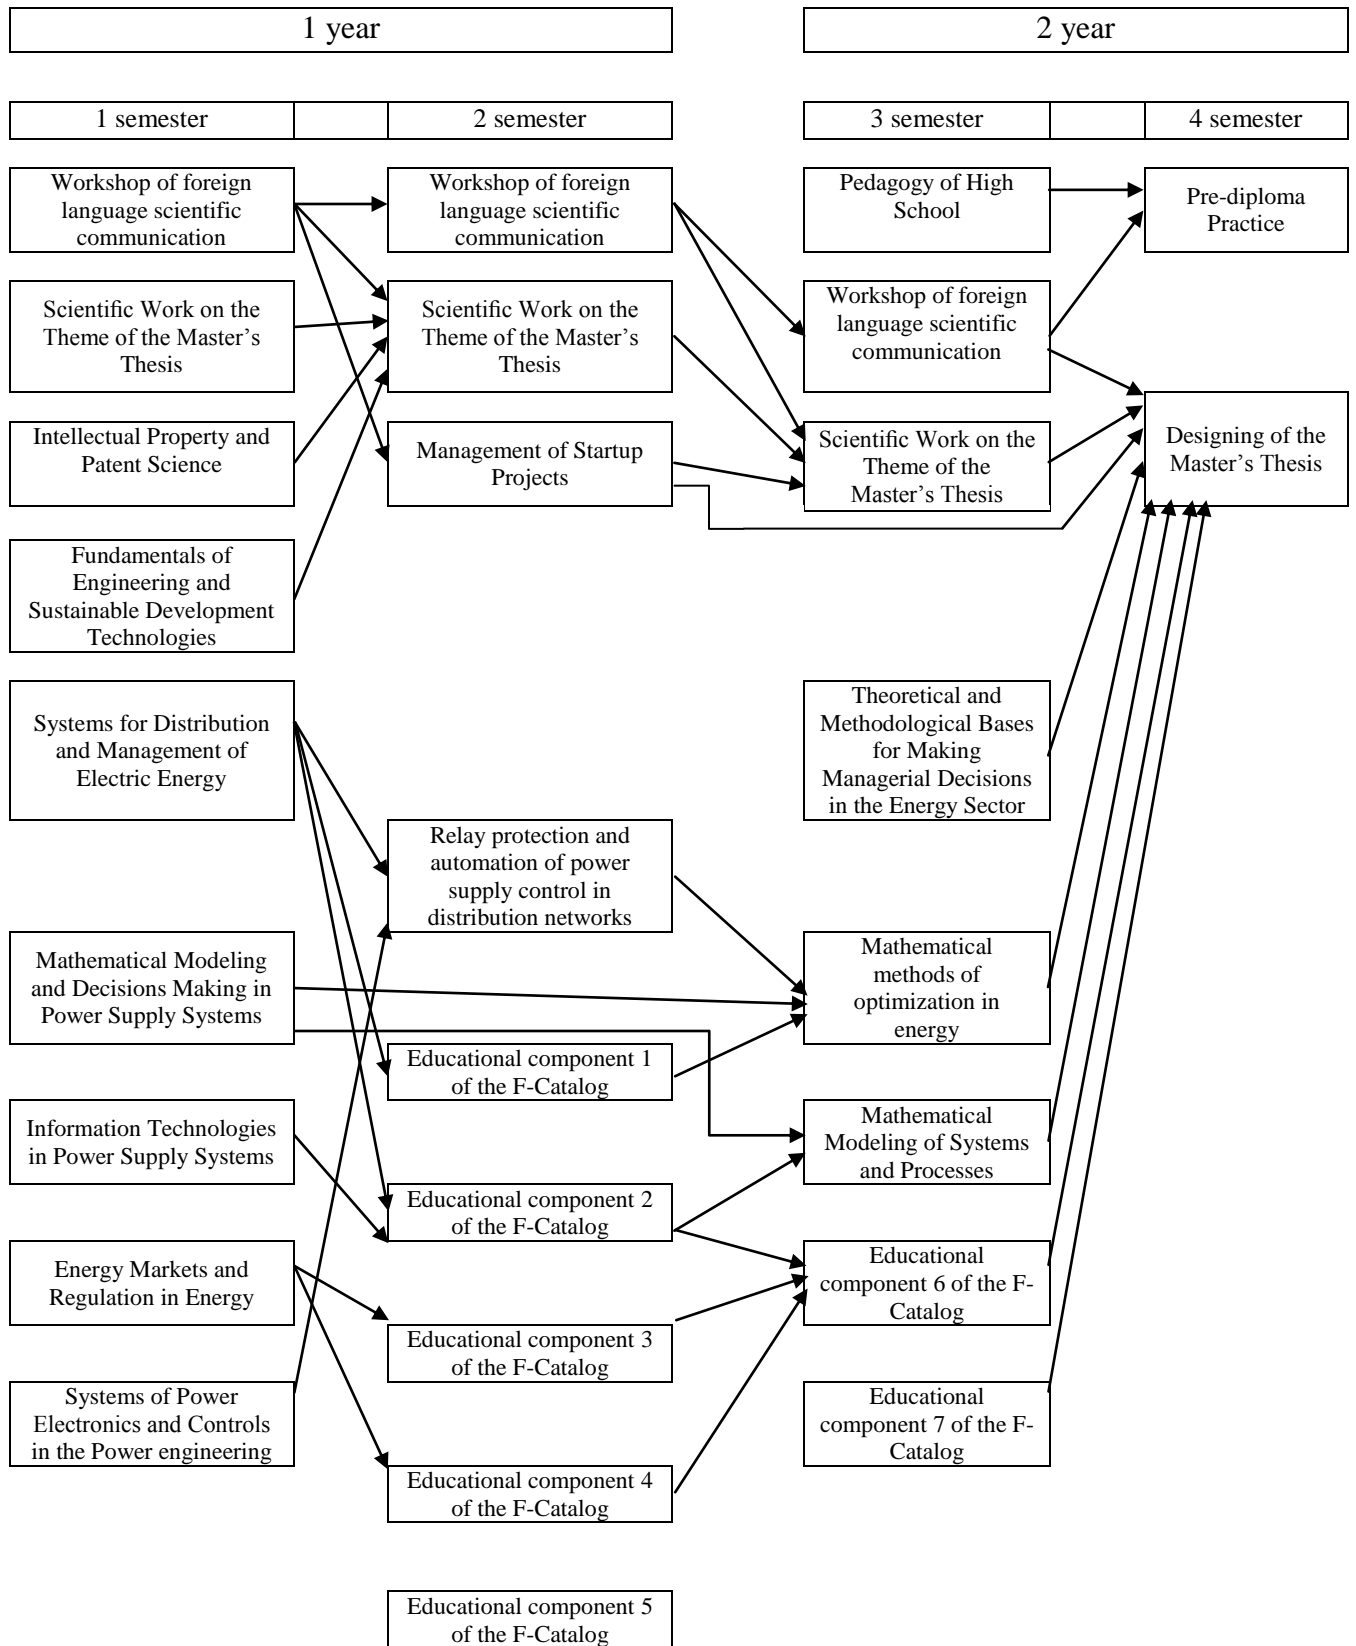 1 year
2 year
1 semester
2 semester
3 semester
4 semester
Workshop of foreign
language scientific
communication
Workshop of foreign
language scientific
communication
Pedagogy of High
School
Pre-diploma
Practice
Scientific Work on the
Theme of the Master’s
Thesis
Scientific Work on the
Theme of the Master’s
Thesis
Workshop of foreign
language scientific
communication
Intellectual Property and
Patent Science
Management of Startup
Projects
Scientific Work on the
Theme of the
Master’s Thesis
Designing of the
Master’s Thesis
Fundamentals of
Engineering and
Sustainable Development
Technologies
Systems for Distribution
and Management of
Electric Energy
Theoretical and
Methodological Bases
for Making
Managerial Decisions
in the Energy Sector
Relay protection and
automation of power
supply control in
distribution networks
Mathematical Modeling
and Decisions Making in
Power Supply Systems
Mathematical
methods of
optimization in
energy
Educational component 1
of the F-Catalog
Information Technologies
in Power Supply Systems
Mathematical
Modeling of Systems
and Processes
Educational component 2
of the F-Catalog
Energy Markets and
Regulation in Energy
Educational
component 6 of the F-
Catalog
Educational component 3
of the F-Catalog
Systems of Power
Electronics and Controls
in the Power engineering
Educational
component 7 of the F-
Catalog
Educational component 4
of the F-Catalog
Educational component 5
of the F-Catalog